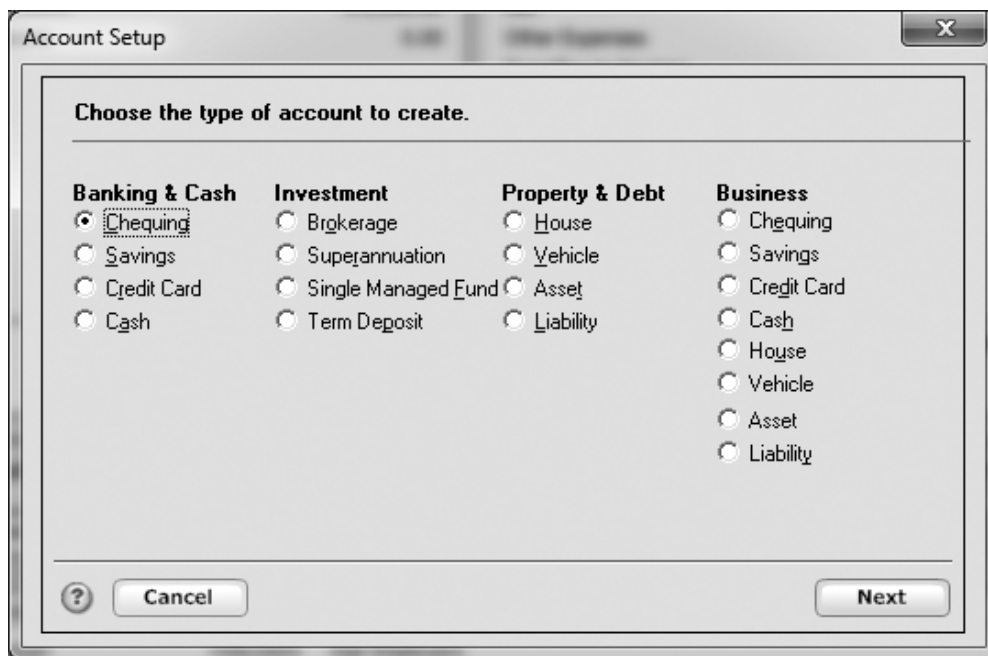 Account Setup
Choose the type of account to create.
Banking & Cash
Chequing
Savings
Credit Card
Cash
Investment
Brokerage
Superannuation
Single Managed Fund
Term Deposit
Property & Debt
House
Vehicle
Asset
Liability
Business
Chequing
Savings
Credit Card
Cash
House
Vehicle
Asset
Liability
?
Cancel
Next